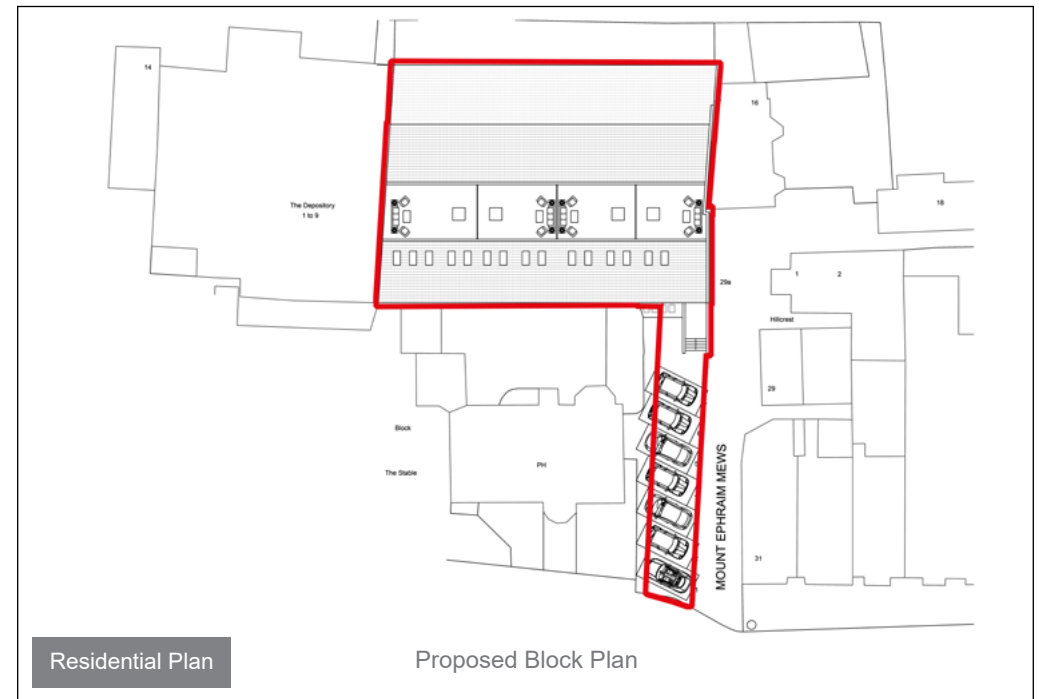 14
16
The Depository
1 to 9
18
29a
1
2
Hillcrest
29
Block
The Stable
PH
MOUNT EPHRAIM MEWS
31
Residential Plan
Proposed Block Plan